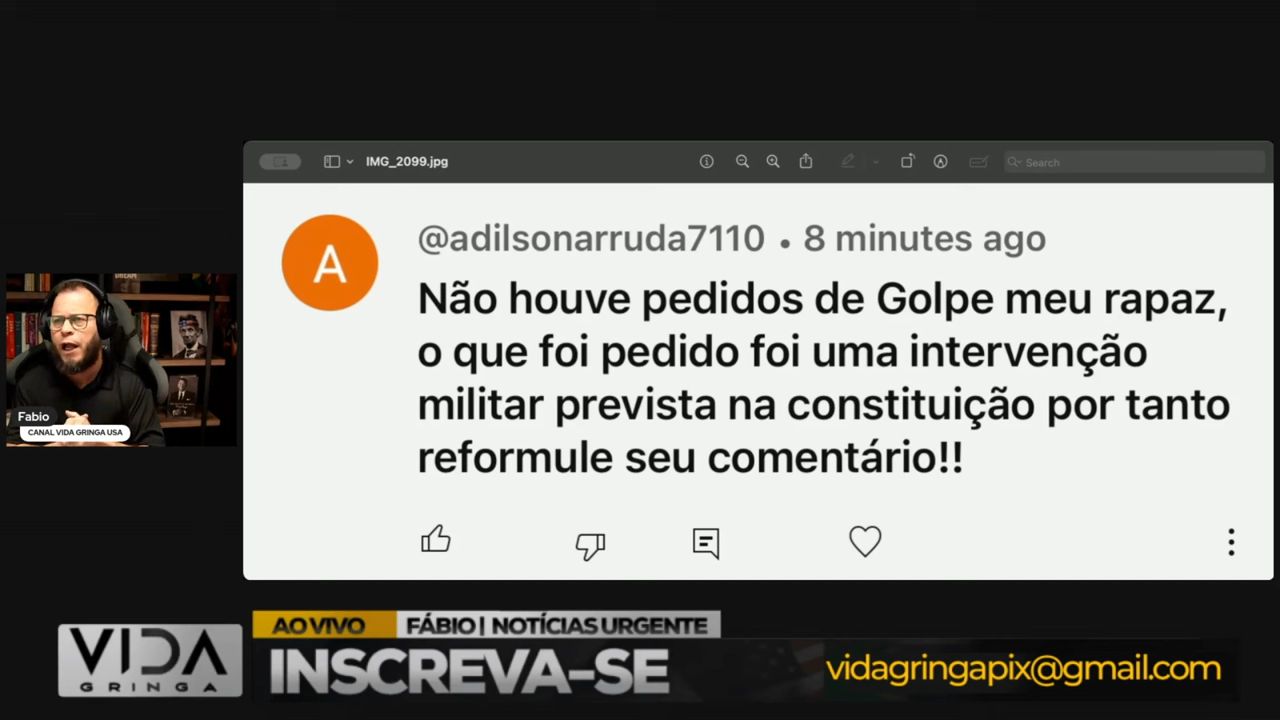 IMG_2099.jpg
Search
A
@adilsonarruda7110 • 8 minutes ago
Não houve pedidos de Golpe meu rapaz,
o que foi pedido foi uma intervenção
militar prevista na constituição por tanto
reformule seu comentário!!
DREAM
Fabio
CANAL VIDA GRINGA USA
VIDA
GRINGA
AO VIVO
FÁBIO | NOTÍCIAS URGENTE
INSCREVA-SE
vidagringapix@gmail.com